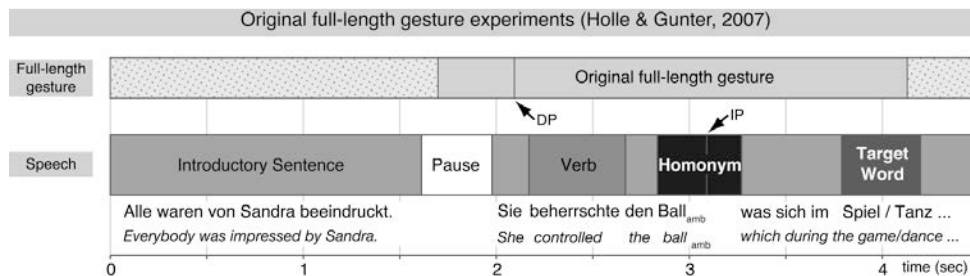 Original full-length gesture experiments (Holle & Gunter, 2007)
Full-length
gesture
Original full-length gesture
DP
IP
Speech
Introductory Sentence
Pause
Verb
Homonym
Target
Word
Alle waren von Sandra beeindruckt.
Sie beherrschte den Ball amb was sich im Spiel / Tanz ...
Everybody was impressed by Sandra.
She controlled the ball amb which during the game/dance ...
0 1 2 3 4 time (sec)